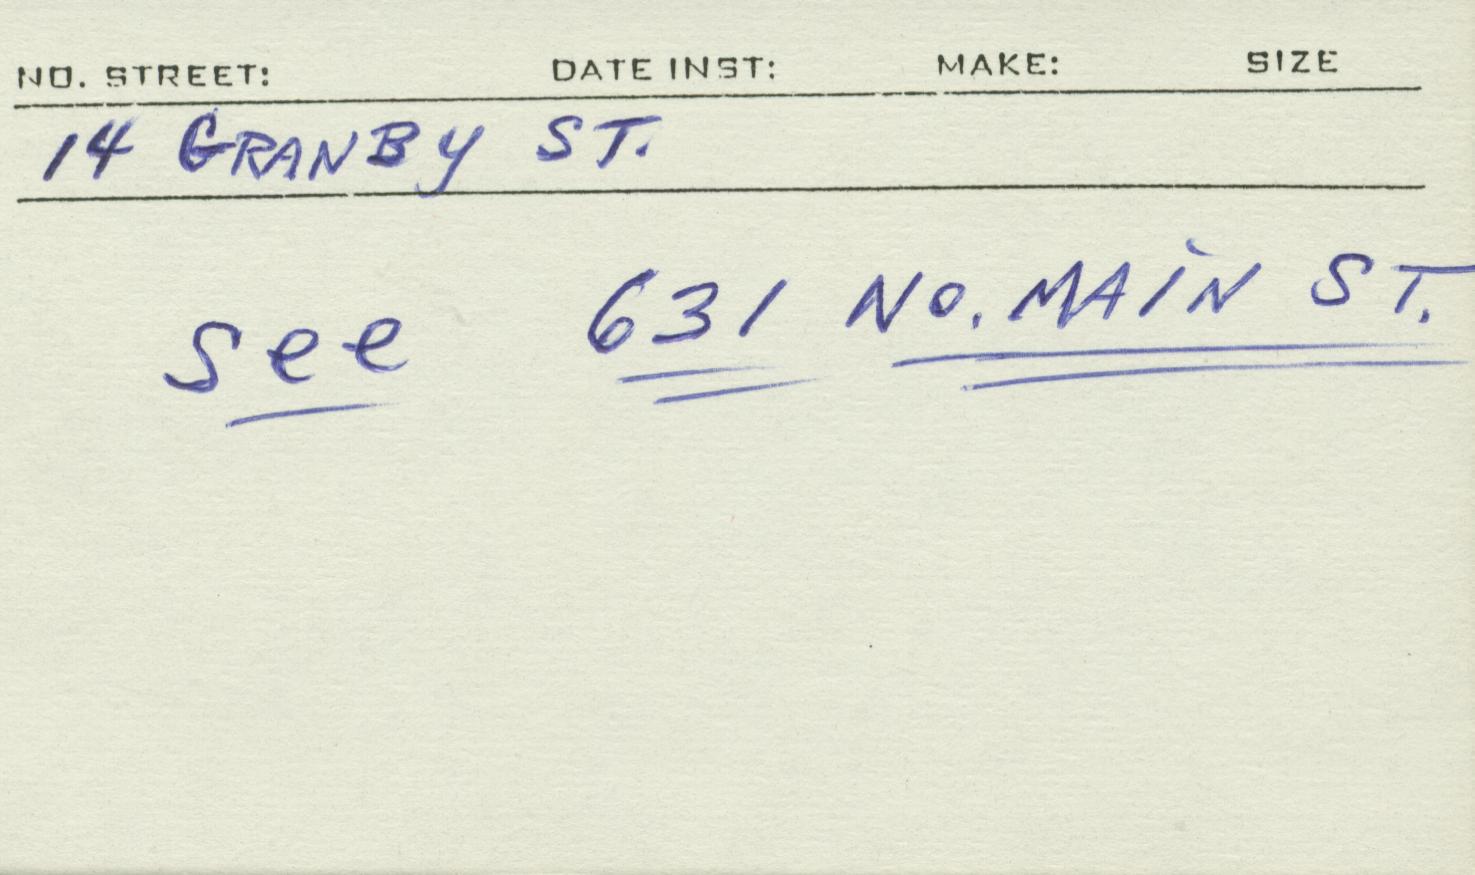 NO. STREET: DATE INST: MAKE: SIZE
14 GRANBY ST.
see 631 No. MAIN ST.